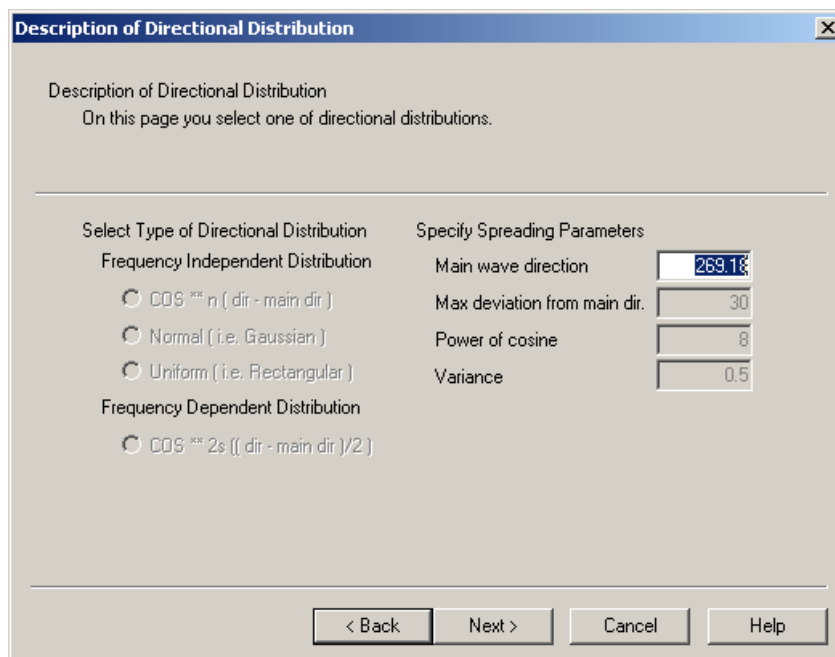 Description of Directional Distribution
Description of Directional Distribution
On this page you select one of directional distributions.
Select Type of Directional Distribution
Frequency Independent Distribution
COS ** n ( dir - main dir )
Normal ( i.e. Gaussian )
Uniform ( i.e. Rectangular )
Frequency Dependent Distribution
COS ** 2s (( dir - main dir )/2 )
Specify Spreading Parameters
Main wave direction 269.18
Max deviation from main dir. 30
Power of cosine 8
Variance 0.5
< Back Next > Cancel Help